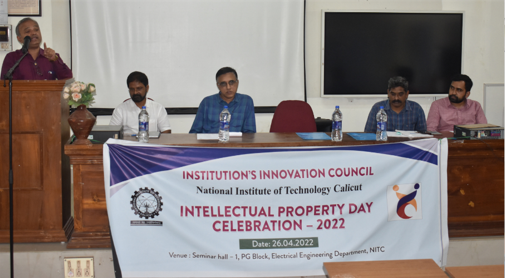 INSTITUTION'S INNOVATION COUNCIL
National Institute of Technology Calicut
INTELLECTUAL PROPERTY DAY
CELEBRATION – 2022
Date: 26.04.2022
Venue : Seminar hall - 1, PG Block, Electrical Engineering Department, NITC